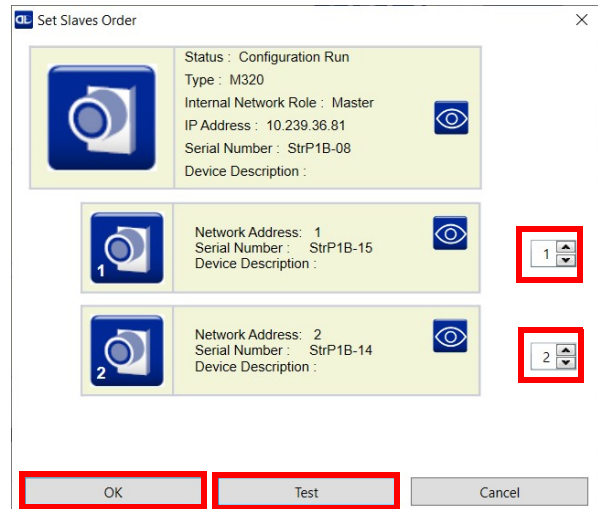 DL Set Slaves Order
Status : Configuration Run
Type : M320
Internal Network Role : Master
IP Address : 10.239.36.81
Serial Number : StrP1B-08
Device Description :
1
Network Address: 1
Serial Number : StrP1B-15
Device Description :
1
2
Network Address: 2
Serial Number : StrP1B-14
Device Description :
2
OK Test Cancel